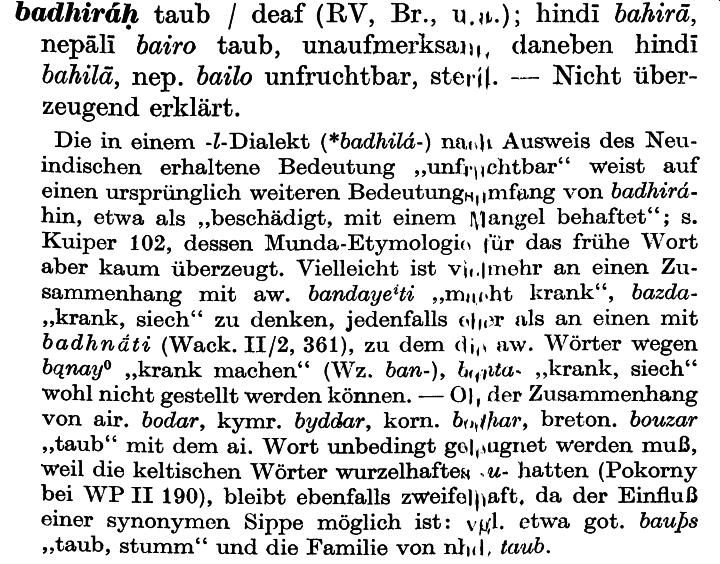 badhiráḥ taub / deaf (RV, Br., u.a.); hindī bahirā,
nepālī bairo taub, unaufmerksam, daneben hindī
bahilā, nep. bailo unfruchtbar, steril. — Nicht über-
zeugend erklärt.
Die in einem -l-Dialekt (*badhilá-) nach Ausweis des Neu-
indischen erhaltene Bedeutung „unfruchtbar“ weist auf
einen ursprünglich weiteren Bedeutungsumfang von badhirá-
hin, etwa als „beschädigt, mit einem Mangel behaftet“; s.
Kuiper 102, dessen Munda-Etymologie für das frühe Wort
aber kaum überzeugt. Vielleicht ist vielmehr an einen Zu-
sammenhang mit aw. bandayeⁱti „macht krank“, bazda-
„krank, siech“ zu denken, jedenfalls eher als an einen mit
badhnā́ti (Wack. II/2, 361), zu dem die aw. Wörter wegen
bąnay⁰ „krank machen“ (Wz. ban-), bąnta- „krank, siech“
wohl nicht gestellt werden können. — Ob der Zusammenhang
von air. bodar, kymr. byddar, korn. bothar, breton. bouzar
„taub“ mit dem ai. Wort unbedingt geleugnet werden muß,
weil die keltischen Wörter wurzelhaftes -u- hatten (Pokorny
bei WP II 190), bleibt ebenfalls zweifelhaft, da der Einfluß
einer synonymen Sippe möglich ist: vgl. etwa got. bauþs
„taub, stumm“ und die Familie von nhd. taub.